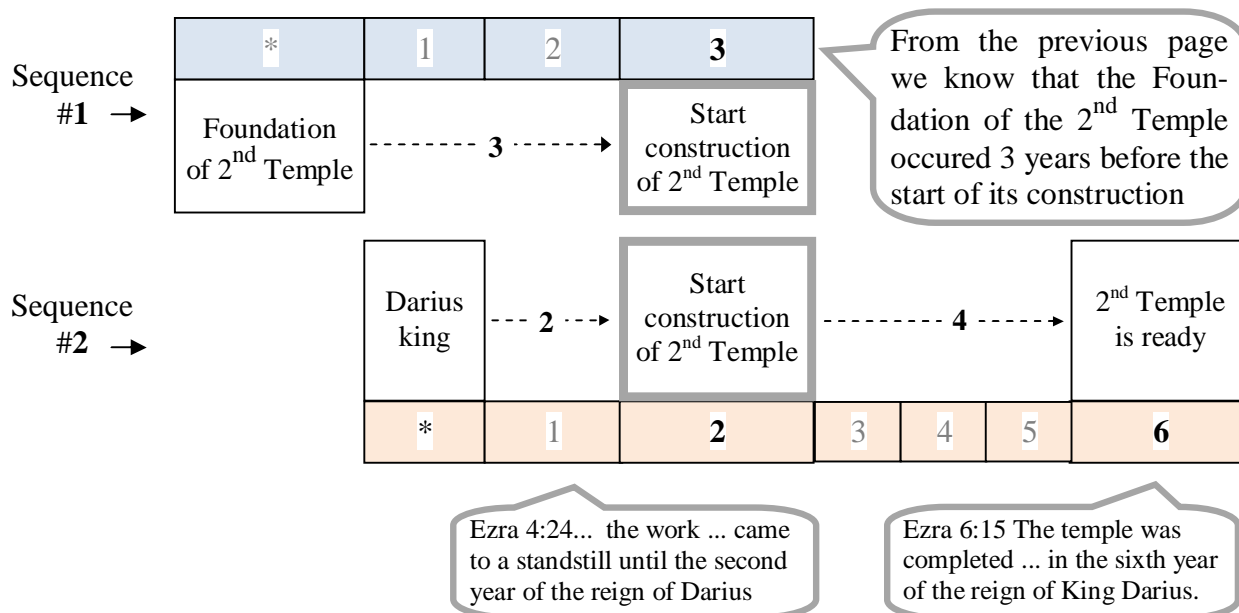 * 1 2 3
Sequence
#1 →
Foundation
of 2nd Temple
3
Start
construction
of 2nd Temple
From the previous page
we know that the Foun-
dation of the 2nd Temple
occured 3 years before the
start of its construction
Sequence
#2 →
Darius
king
2
Start
construction
of 2nd Temple
4
2nd Temple
is ready
* 1 2 3 4 5 6
Ezra 4:24... the work ... came
to a standstill until the second
year of the reign of Darius
Ezra 6:15 The temple was
completed ... in the sixth year
of the reign of King Darius.